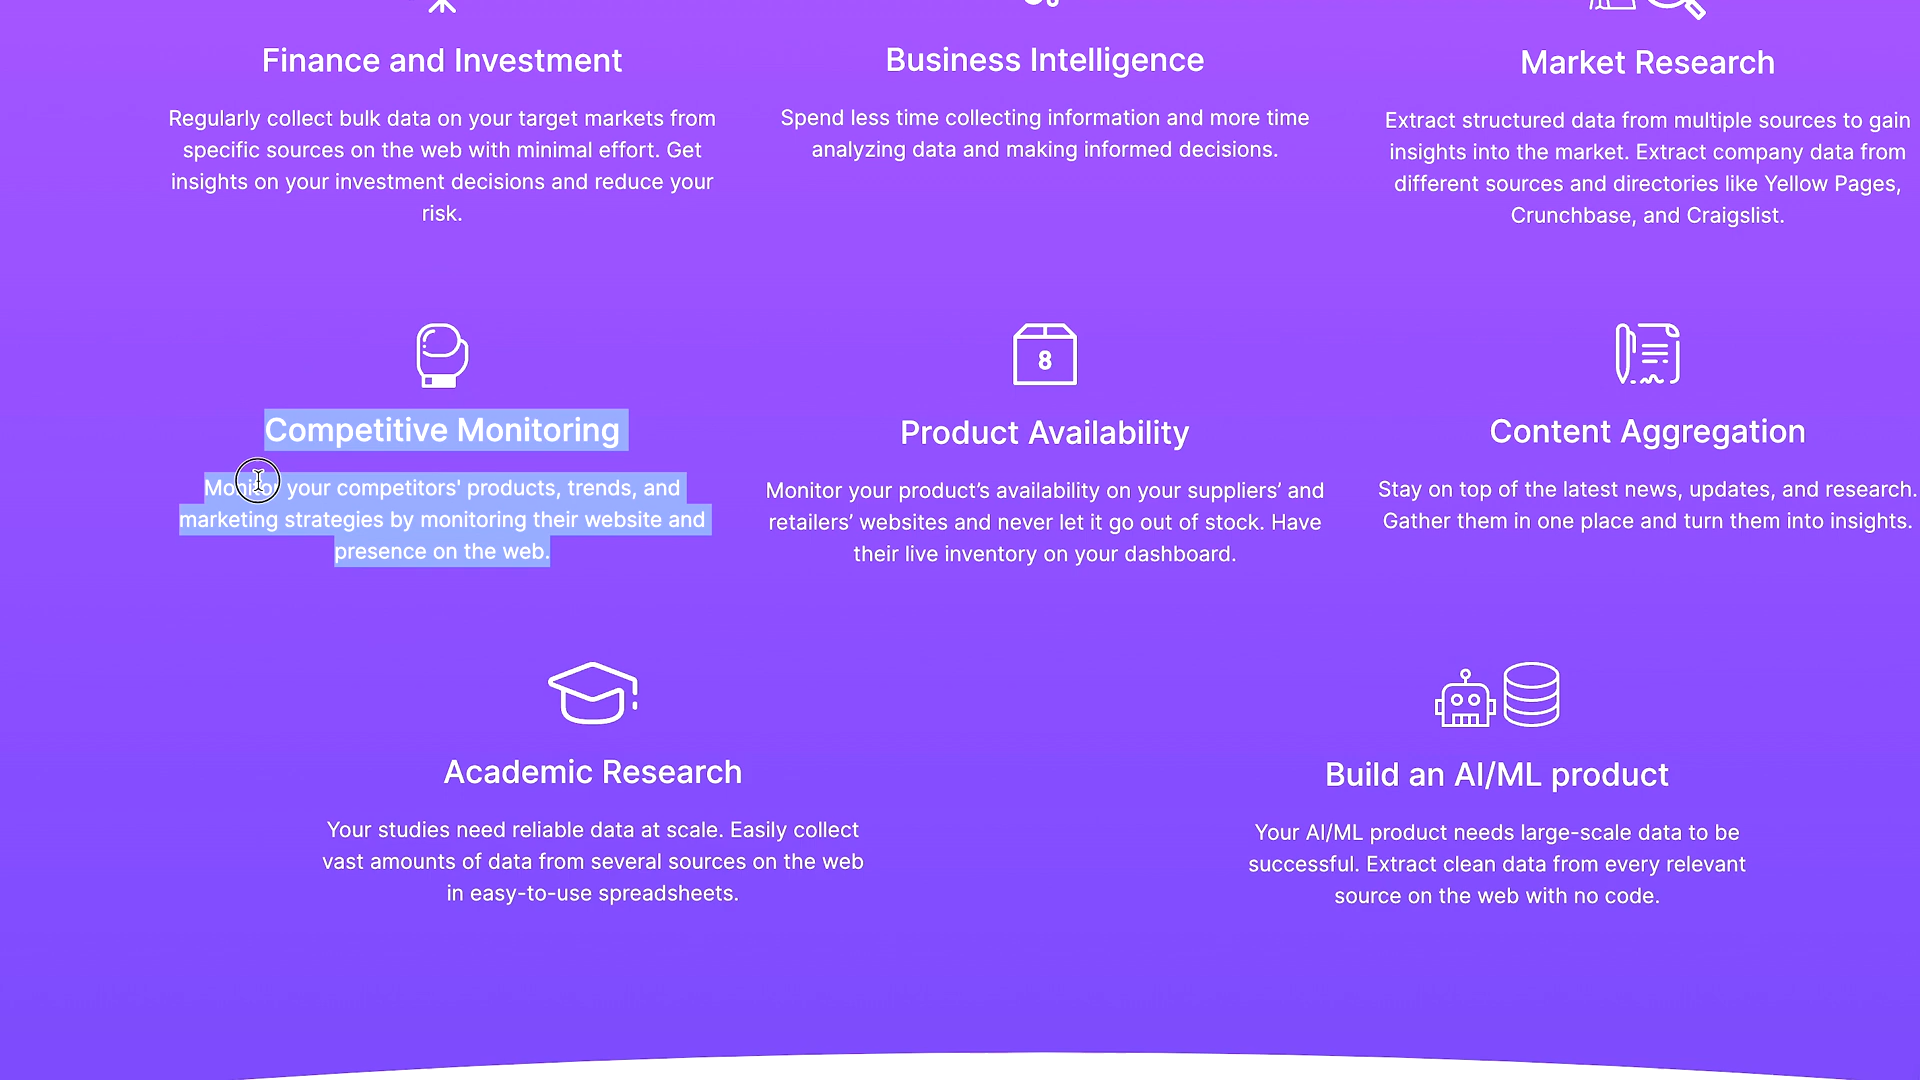 Finance and Investment
Regularly collect bulk data on your target markets from
specific sources on the web with minimal effort. Get
insights on your investment decisions and reduce your
risk.
Business Intelligence
Spend less time collecting information and more time
analyzing data and making informed decisions.
Market Research
Extract structured data from multiple sources to gain
insights into the market. Extract company data from
different sources and directories like Yellow Pages,
Crunchbase, and Craigslist.
Competitive Monitoring
Monitor your competitors' products, trends, and
marketing strategies by monitoring their website and
presence on the web.
8
Product Availability
Monitor your product’s availability on your suppliers’ and
retailers’ websites and never let it go out of stock. Have
their live inventory on your dashboard.
Content Aggregation
Stay on top of the latest news, updates, and research.
Gather them in one place and turn them into insights.
Academic Research
Your studies need reliable data at scale. Easily collect
vast amounts of data from several sources on the web
in easy-to-use spreadsheets.
Build an AI/ML product
Your AI/ML product needs large-scale data to be
successful. Extract clean data from every relevant
source on the web with no code.